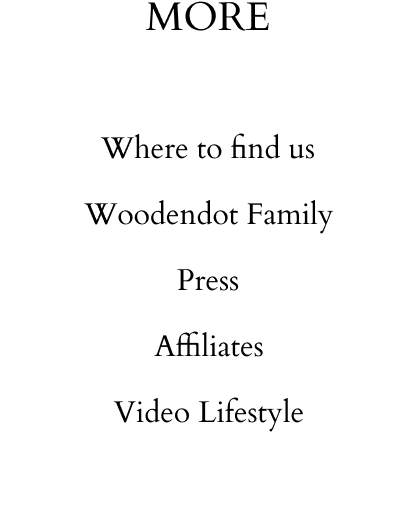 MORE
Where to find us
Woodendot Family
Press
Affiliates
Video Lifestyle